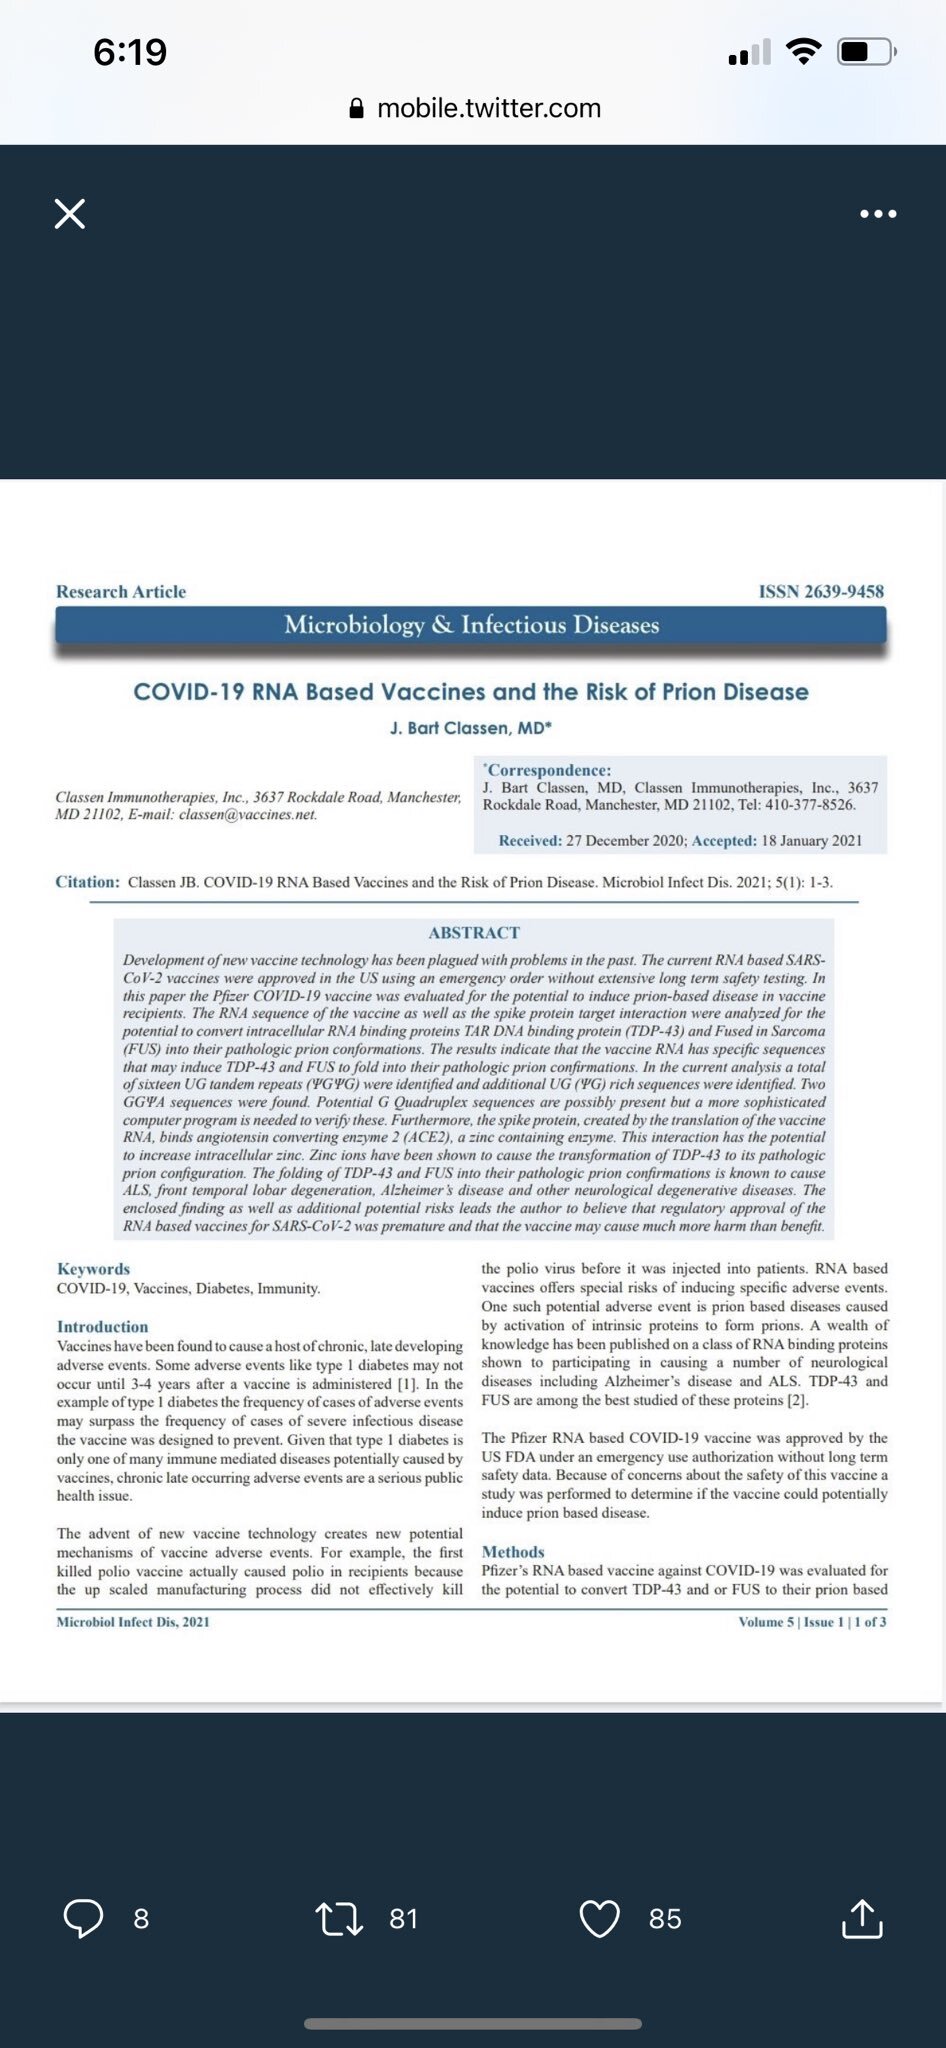 6:19
mobile.twitter.com
Research Article
ISSN 2639-9458
Microbiology & Infectious Diseases
COVID-19 RNA Based Vaccines and the Risk of Prion Disease
J. Bart Classen, MD*
Classen Immunotherapies, Inc., 3637 Rockdale Road, Manchester,
MD 21102, E-mail: classen@vaccines.net.
*Correspondence:
J. Bart Classen, MD, Classen Immunotherapies, Inc., 3637
Rockdale Road, Manchester, MD 21102, Tel: 410-377-8526.
Received: 27 December 2020; Accepted: 18 January 2021
Citation: Classen JB. COVID-19 RNA Based Vaccines and the Risk of Prion Disease. Microbiol Infect Dis. 2021; 5(1): 1-3.
ABSTRACT
Development of new vaccine technology has been plagued with problems in the past. The current RNA based SARS-
CoV-2 vaccines were approved in the US using an emergency order without extensive long term safety testing. In
this paper the Pfizer COVID-19 vaccine was evaluated for the potential to induce prion-based disease in vaccine
recipients. The RNA sequence of the vaccine as well as the spike protein target interaction were analyzed for the
potential to convert intracellular RNA binding proteins TAR DNA binding protein (TDP-43) and Fused in Sarcoma
(FUS) into their pathologic prion conformations. The results indicate that the vaccine RNA has specific sequences
that may induce TDP-43 and FUS to fold into their pathologic prion confirmations. In the current analysis a total
of sixteen UG tandem repeats (ΨGΨG) were identified and additional UG (ΨG) rich sequences were identified. Two
GGΨA sequences were found. Potential G Quadruplex sequences are possibly present but a more sophisticated
computer program is needed to verify these. Furthermore, the spike protein, created by the translation of the vaccine
RNA, binds angiotensin converting enzyme 2 (ACE2), a zinc containing enzyme. This interaction has the potential
to increase intracellular zinc. Zinc ions have been shown to cause the transformation of TDP-43 to its pathologic
prion configuration. The folding of TDP-43 and FUS into their pathologic prion confirmations is known to cause
ALS, front temporal lobar degeneration, Alzheimer's disease and other neurological degenerative diseases. The
enclosed finding as well as additional potential risks leads the author to believe that regulatory approval of the
RNA based vaccines for SARS-CoV-2 was premature and that the vaccine may cause much more harm than benefit.
Keywords
COVID-19, Vaccines, Diabetes, Immunity.
Introduction
Vaccines have been found to cause a host of chronic, late developing
adverse events. Some adverse events like type 1 diabetes may not
occur until 3-4 years after a vaccine is administered [1]. In the
example of type 1 diabetes the frequency of cases of adverse events
may surpass the frequency of cases of severe infectious disease
the vaccine was designed to prevent. Given that type 1 diabetes is
only one of many immune mediated diseases potentially caused by
vaccines, chronic late occurring adverse events are a serious public
health issue.
The advent of new vaccine technology creates new potential
mechanisms of vaccine adverse events. For example, the first
killed polio vaccine actually caused polio in recipients because
the up scaled manufacturing process did not effectively kill
the polio virus before it was injected into patients. RNA based
vaccines offers special risks of inducing specific adverse events.
One such potential adverse event is prion based diseases caused
by activation of intrinsic proteins to form prions. A wealth of
knowledge has been published on a class of RNA binding proteins
shown to participating in causing a number of neurological
diseases including Alzheimer's disease and ALS. TDP-43 and
FUS are among the best studied of these proteins [2].
The Pfizer RNA based COVID-19 vaccine was approved by the
US FDA under an emergency use authorization without long term
safety data. Because of concerns about the safety of this vaccine a
study was performed to determine if the vaccine could potentially
induce prion based disease.
Methods
Pfizer's RNA based vaccine against COVID-19 was evaluated for
the potential to convert TDP-43 and or FUS to their prion based
Microbiol Infect Dis, 2021
Volume 5 | Issue 1 | 1 of 3
8
81
85